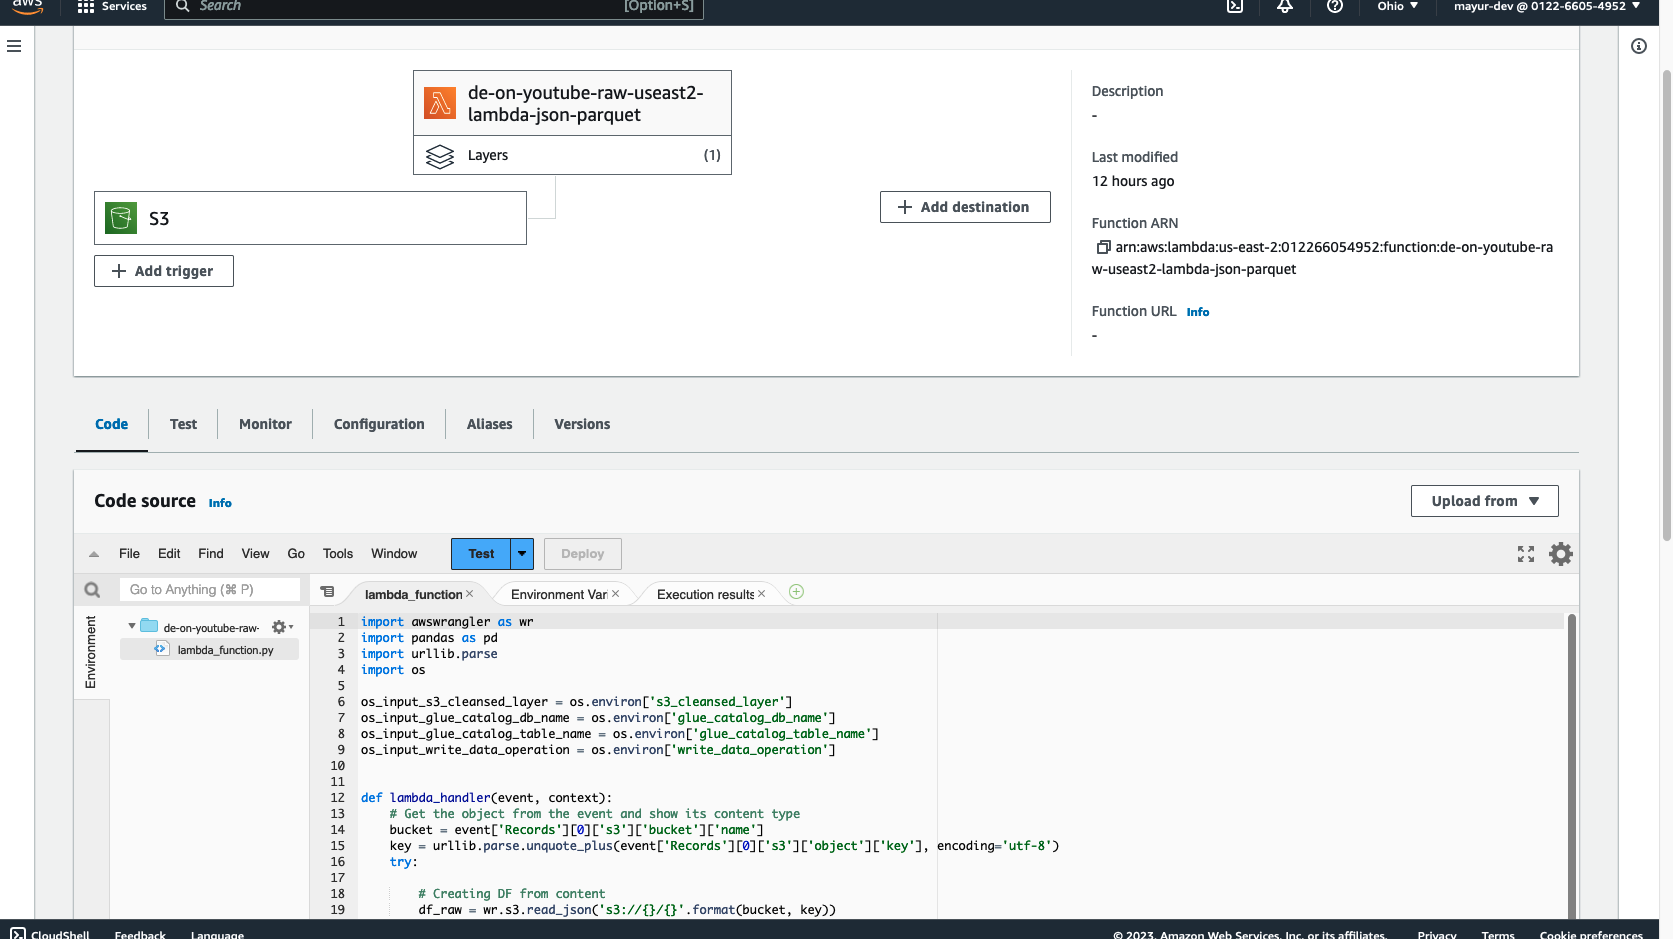 aws
Services
Search
[Option+S]
Ohio
mayur-dev @ 0122-6605-4952
de-on-youtube-raw-useast2-
lambda-json-parquet
Layers
(1)
S3
+ Add trigger
+ Add destination
Description
-
Last modified
12 hours ago
Function ARN
arn:aws:lambda:us-east-2:012266054952:function:de-on-youtube-ra
w-useast2-lambda-json-parquet
Function URL Info
-
Code
Test
Monitor
Configuration
Aliases
Versions
Code source Info
Upload from
File Edit Find View Go Tools Window
Test
Deploy
Go to Anything (⌘ P)
lambda_function ×
Environment Vari ×
Execution results ×
Environment
de-on-youtube-raw-
lambda_function.py
1 import awswrangler as wr
2 import pandas as pd
3 import urllib.parse
4 import os
5
6 os_input_s3_cleansed_layer = os.environ['s3_cleansed_layer']
7 os_input_glue_catalog_db_name = os.environ['glue_catalog_db_name']
8 os_input_glue_catalog_table_name = os.environ['glue_catalog_table_name']
9 os_input_write_data_operation = os.environ['write_data_operation']
10
11
12 def lambda_handler(event, context):
13 # Get the object from the event and show its content type
14 bucket = event['Records'][0]['s3']['bucket']['name']
15 key = urllib.parse.unquote_plus(event['Records'][0]['s3']['object']['key'], encoding='utf-8')
16 try:
17
18 # Creating DF from content
19 df_raw = wr.s3.read_json('s3://{}/{}'.format(bucket, key))
CloudShell
Feedback
Language
© 2023, Amazon Web Services, Inc. or its affiliates.
Privacy
Terms
Cookie preferences